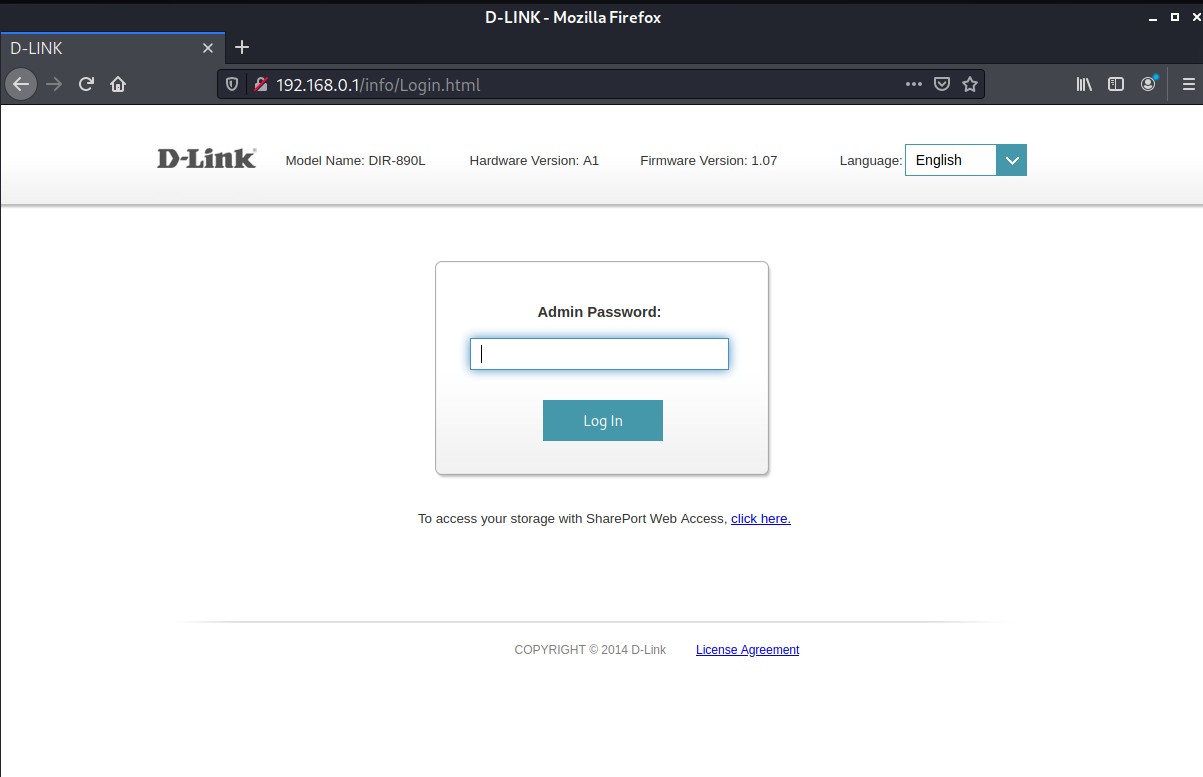 D-LINK - Mozilla Firefox
D-LINK
192.168.0.1/info/Login.html
D-Link Model Name: DIR-890L Hardware Version: A1 Firmware Version: 1.07 Language: English
Admin Password:
Log In
To access your storage with SharePort Web Access, click here.
COPYRIGHT © 2014 D-Link License Agreement